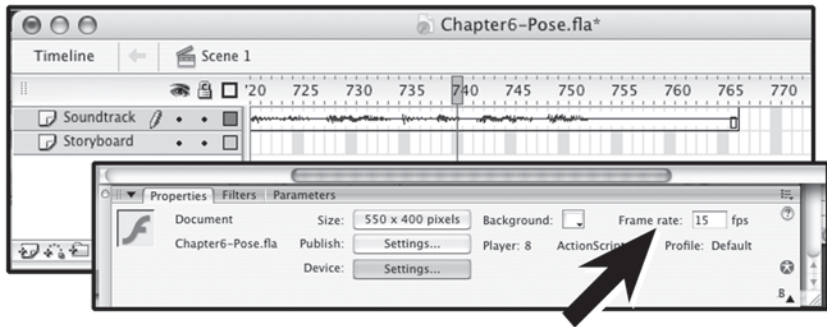 Chapter6-Pose.fla*
Timeline Scene 1
'20 725 730 735 740 745 750 755 760 765 770
Soundtrack
Storyboard
Properties Filters Parameters
Document Size: 550 x 400 pixels Background: Frame rate: 15 fps
Chapter6-Pose.fla Publish: Settings... Player: 8 ActionScript Profile: Default
Device: Settings...